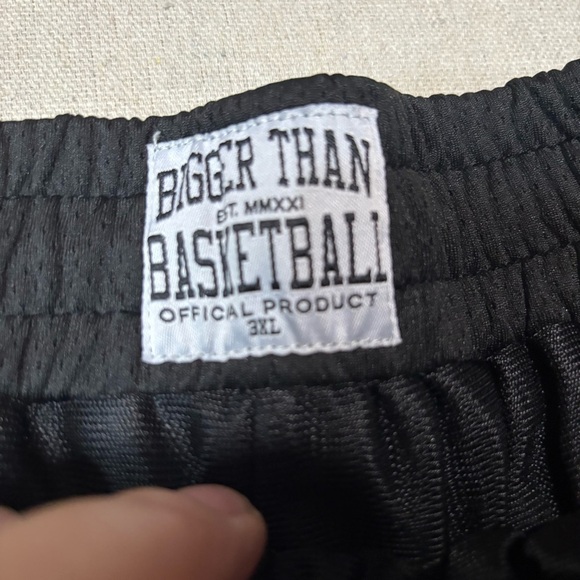 BIGGER THAN
EST. MMXXI
BASKETBALL
OFFICAL PRODUCT
3XL